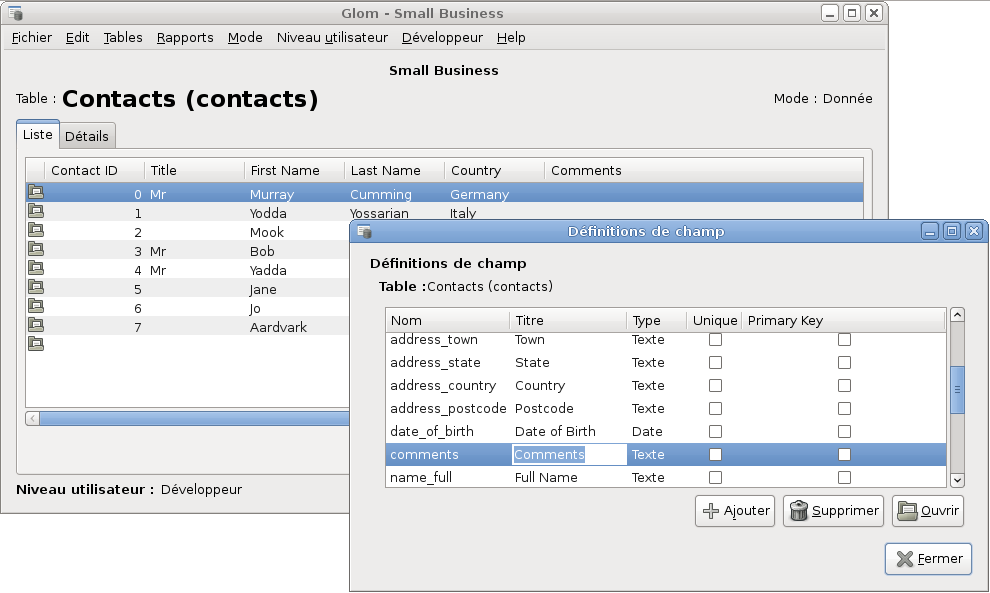 Glom - Small Business
Fichier Edit Tables Rapports Mode Niveau utilisateur Développeur Help
Small Business
Table : Contacts (contacts) Mode : Donnée
Liste Détails
Contact ID Title First Name Last Name Country Comments
0 Mr Murray Cumming Germany
1 Yodda Yossarian Italy
2 Mook
3 Mr Bob
4 Mr Yadda
5 Jane
6 Jo
7 Aardvark
Niveau utilisateur : Développeur
Définitions de champ
Définitions de champ
Table : Contacts (contacts)
Nom Titre Type Unique Primary Key
address_town Town Texte
address_state State Texte
address_country Country Texte
address_postcode Postcode Texte
date_of_birth Date of Birth Date
comments Comments Texte
name_full Full Name Texte
Ajouter Supprimer Ouvrir
Fermer